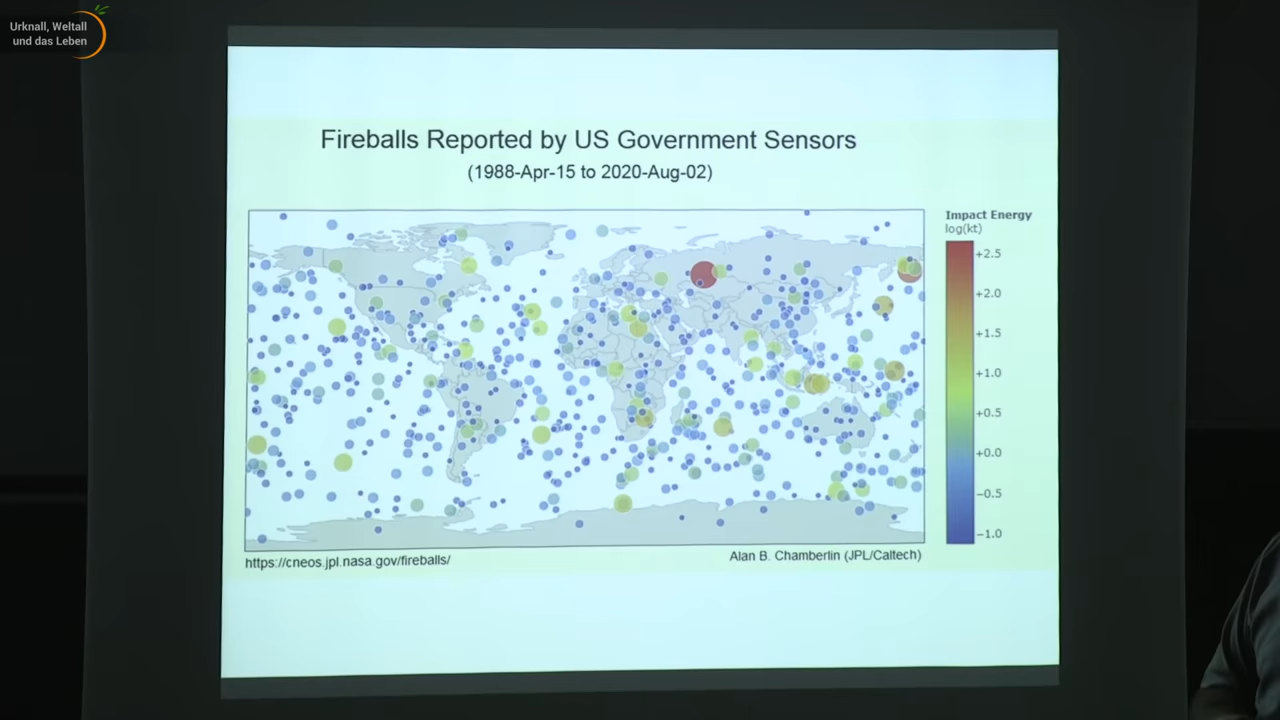 Urknall, Weltall
und das Leben
Fireballs Reported by US Government Sensors
(1988-Apr-15 to 2020-Aug-02)
Impact Energy
log(kt)
+2.5
+2.0
+1.5
+1.0
+0.5
+0.0
−0.5
−1.0
https://cneos.jpl.nasa.gov/fireballs/
Alan B. Chamberlin (JPL/Caltech)